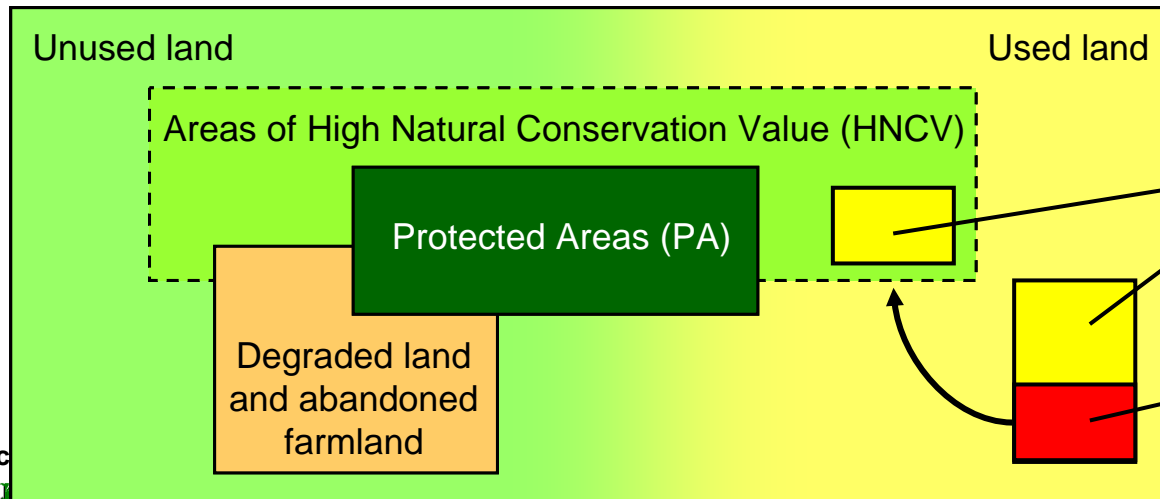 Unused land
Used land
Areas of High Natural Conservation Value (HNCV)
Protected Areas (PA)
Degraded land
and abandoned
farmland